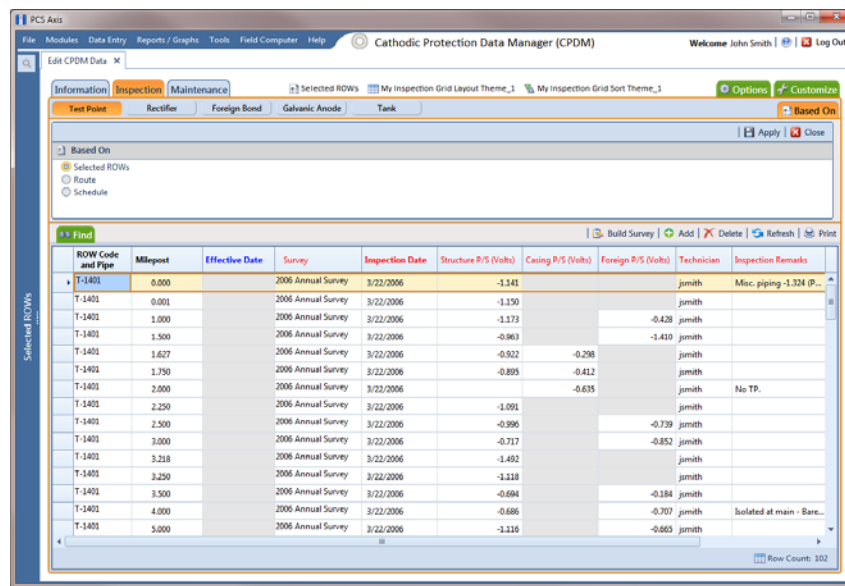 PCS Axis
File Modules Data Entry Reports / Graphs Tools Field Computer Help Cathodic Protection Data Manager (CPDM) Welcome John Smith | | Log Out
Edit CPDM Data
Information Inspection Maintenance Selected ROWs My Inspection Grid Layout Theme_1 My Inspection Grid Sort Theme_1 Options Customize
Test Point Rectifier Foreign Bond Galvanic Anode Tank Based On
| Apply | Close
Based On
Selected ROWs
Route
Schedule
Find | Build Survey | Add | Delete | Refresh | Print
ROW Code and Pipe Milepost Effective Date Survey Inspection Date Structure P/S (Volts) Casing P/S (Volts) Foreign P/S (Volts) Technician Inspection Remarks
T-1401 0.000 2006 Annual Survey 3/22/2006 -1.141 jsmith Misc. piping -1.324 (P...
T-1401 0.001 2006 Annual Survey 3/22/2006 -1.150 jsmith
T-1401 1.000 2006 Annual Survey 3/22/2006 -1.173 -0.428 jsmith
T-1401 1.500 2006 Annual Survey 3/22/2006 -0.963 -1.410 jsmith
T-1401 1.627 2006 Annual Survey 3/22/2006 -0.922 -0.298 jsmith
T-1401 1.750 2006 Annual Survey 3/22/2006 -0.895 -0.412 jsmith
T-1401 2.000 2006 Annual Survey 3/22/2006 -0.635 jsmith No TP.
T-1401 2.250 2006 Annual Survey 3/22/2006 -1.091 jsmith
T-1401 2.500 2006 Annual Survey 3/22/2006 -0.996 -0.739 jsmith
T-1401 3.000 2006 Annual Survey 3/22/2006 -0.717 -0.852 jsmith
T-1401 3.218 2006 Annual Survey 3/22/2006 -1.492 jsmith
T-1401 3.250 2006 Annual Survey 3/22/2006 -1.118 jsmith
T-1401 3.500 2006 Annual Survey 3/22/2006 -0.694 -0.184 jsmith
T-1401 4.000 2006 Annual Survey 3/22/2006 -0.686 -0.707 jsmith Isolated at main - Bare...
T-1401 5.000 2006 Annual Survey 3/22/2006 -1.116 -0.665 jsmith
Row Count: 102
Selected ROWs